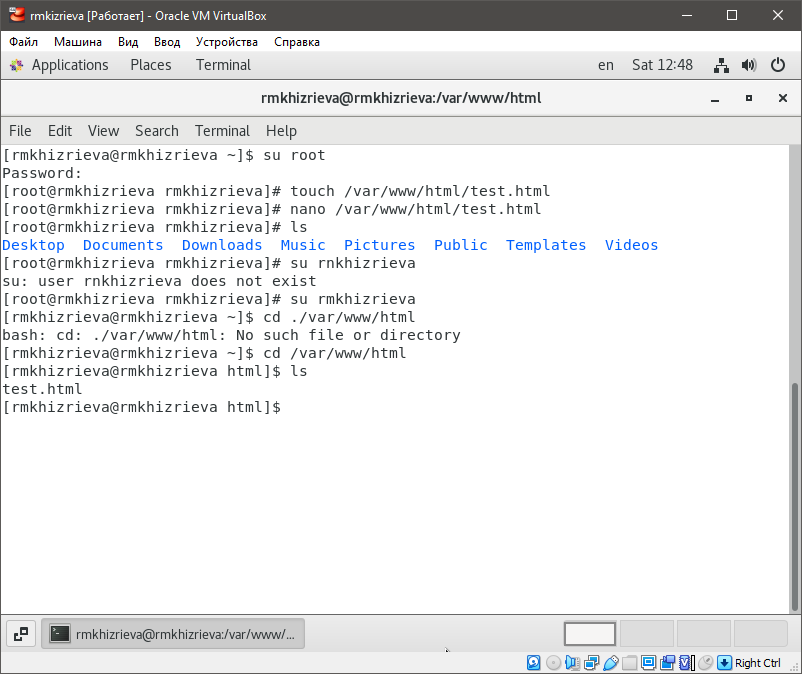 rmkizrieva [Работает] - Oracle VM VirtualBox
Файл Машина Вид Ввод Устройства Справка
Applications Places Terminal en Sat 12:48
rmkhizrieva@rmkhizrieva:/var/www/html
File Edit View Search Terminal Help
[rmkhizrieva@rmkhizrieva ~]$ su root
Password:
[root@rmkhizrieva rmkhizrieva]# touch /var/www/html/test.html
[root@rmkhizrieva rmkhizrieva]# nano /var/www/html/test.html
[root@rmkhizrieva rmkhizrieva]# ls
Desktop Documents Downloads Music Pictures Public Templates Videos
[root@rmkhizrieva rmkhizrieva]# su rnkhizrieva
su: user rnkhizrieva does not exist
[root@rmkhizrieva rmkhizrieva]# su rmkhizrieva
[rmkhizrieva@rmkhizrieva ~]$ cd ./var/www/html
bash: cd: ./var/www/html: No such file or directory
[rmkhizrieva@rmkhizrieva ~]$ cd /var/www/html
[rmkhizrieva@rmkhizrieva html]$ ls
test.html
[rmkhizrieva@rmkhizrieva html]$
rmkhizrieva@rmkhizrieva:/var/www/...
Right Ctrl